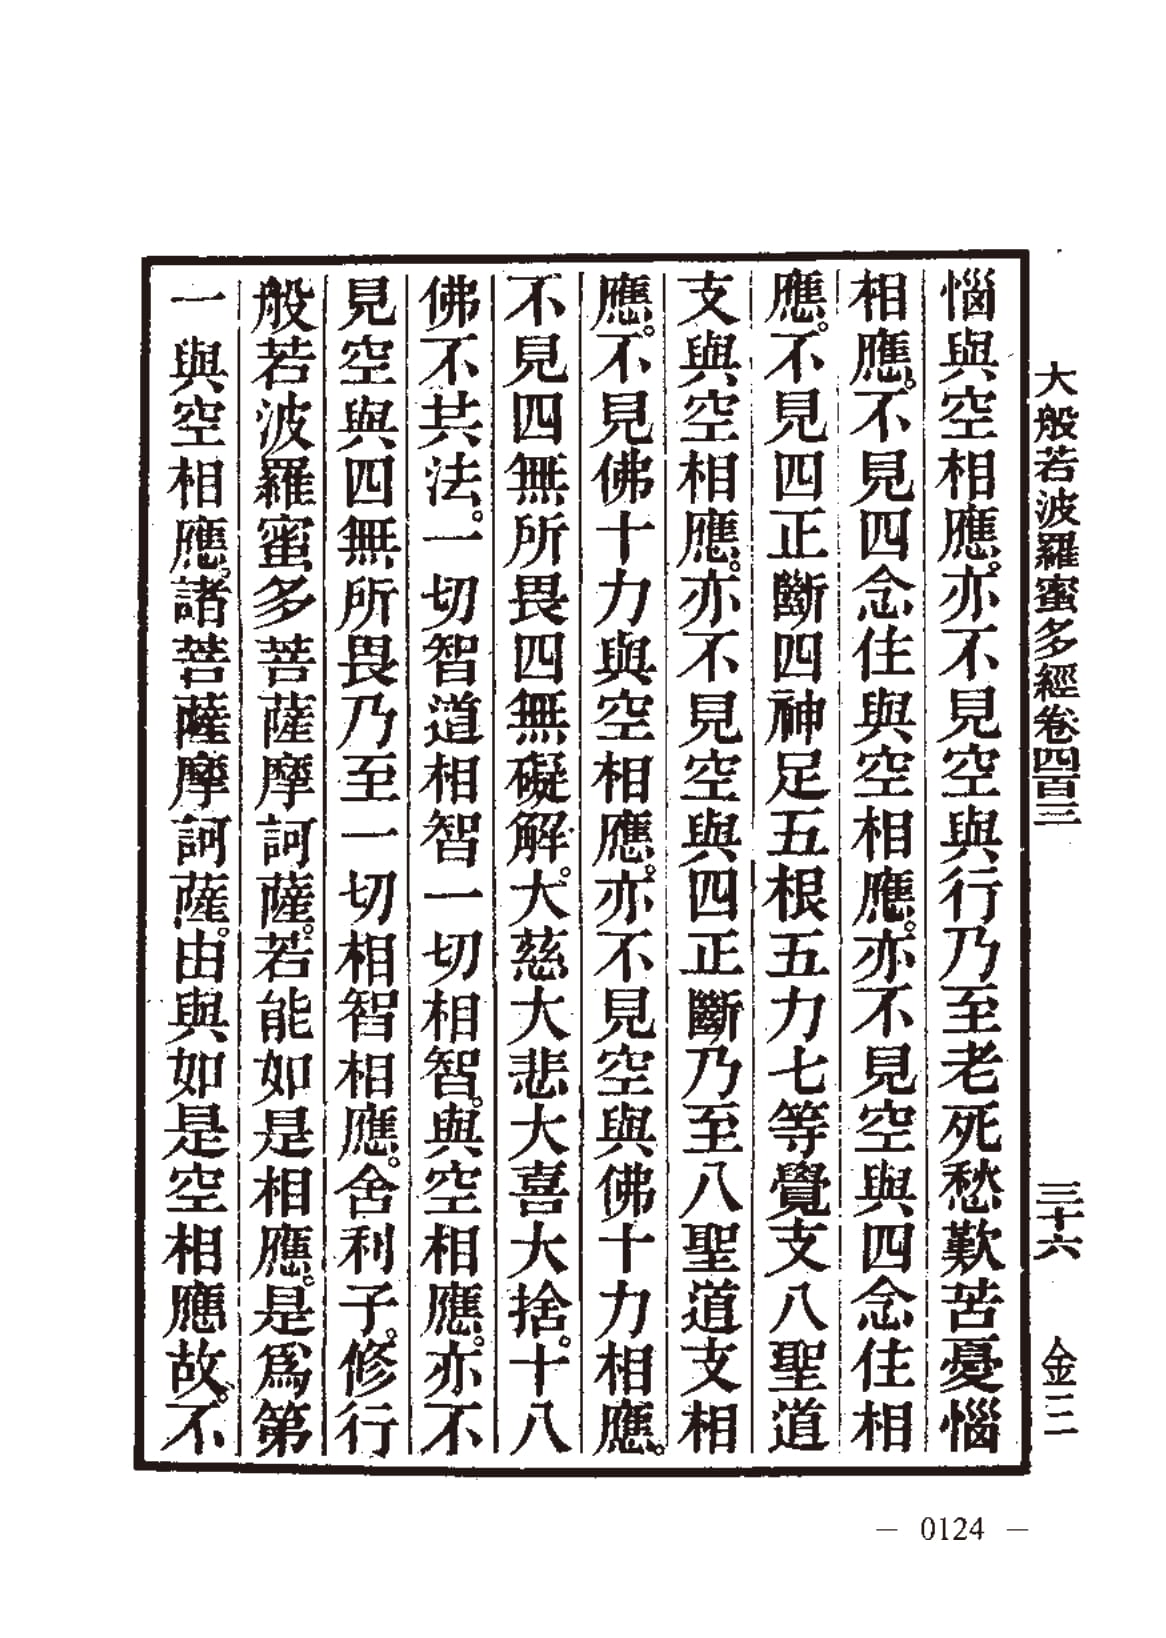 大般若波羅蜜多經卷四百三 三十六 金三
惱與空相應。亦不見空與行乃至老死愁歎苦憂惱
相應。不見四念住與空相應。亦不見空與四念住相
應。不見四正斷四神足五根五力七等覺支八聖道
支與空相應。亦不見空與四正斷乃至八聖道支相
應。不見佛十力與空相應。亦不見空與佛十力相應。
不見四無所畏四無礙解。大慈大悲大喜大捨。十八
佛不共法。一切智道相智一切相智。與空相應。亦不
見空與四無所畏乃至一切相智相應。舍利子。修行
般若波羅蜜多菩薩摩訶薩。若能如是相應。是爲第
一與空相應。諸菩薩摩訶薩。由與如是空相應故。不
— 0124 —